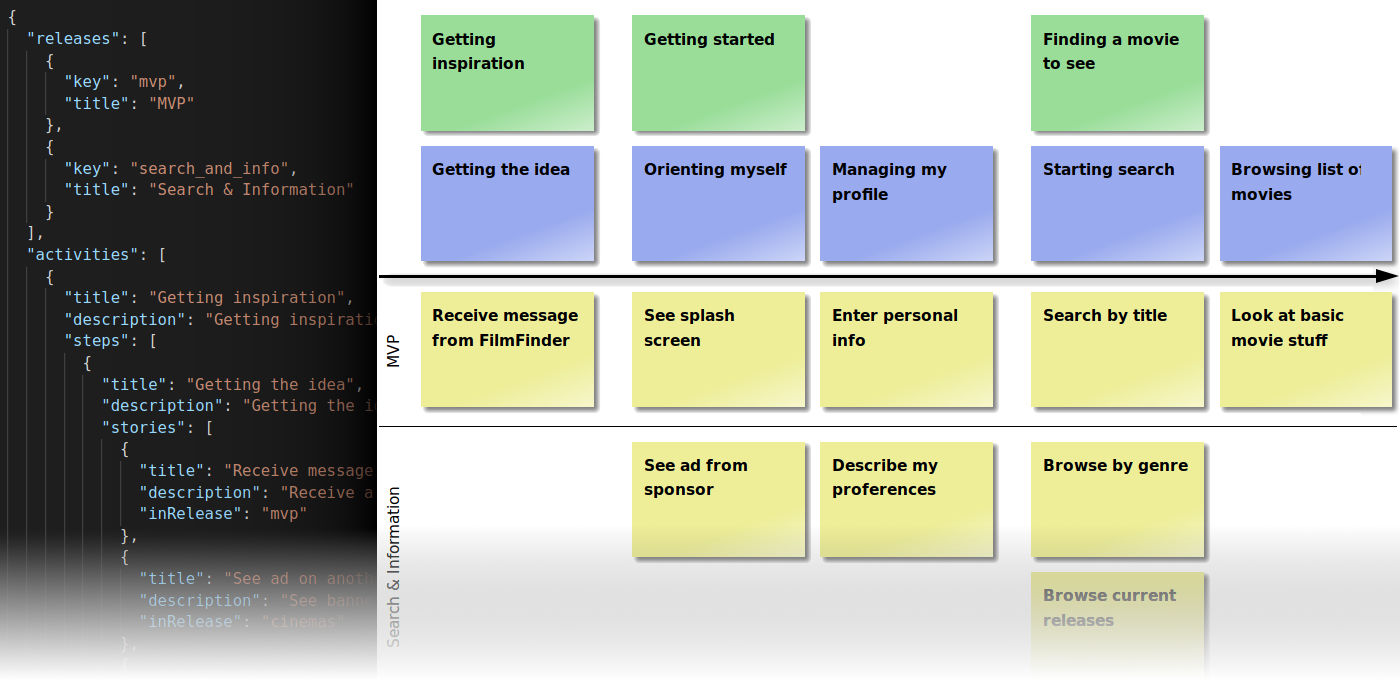 {
"releases": [
{
"key": "mvp",
"title": "MVP"
},
{
"key": "search_and_info",
"title": "Search & Information"
}
],
"activities": [
{
"title": "Getting inspiration",
"description": "Getting inspirati
"steps": [
{
"title": "Getting the idea",
"description": "Getting the i
"stories": [
{
"title": "Receive message
"description": "Receive a
"inRelease": "mvp"
},
{
"title": "See ad on anoth
"description": "See bann
"inRelease": "cinemas"
},
Getting
inspiration
Getting started
Finding a movie
to see
Getting the idea
Orienting myself
Managing my
profile
Starting search
Browsing list of
movies
MVP
Receive message
from FilmFinder
See splash
screen
Enter personal
info
Search by title
Look at basic
movie stuff
Search & Information
See ad from
sponsor
Describe my
proferences
Browse by genre
Browse current
releases